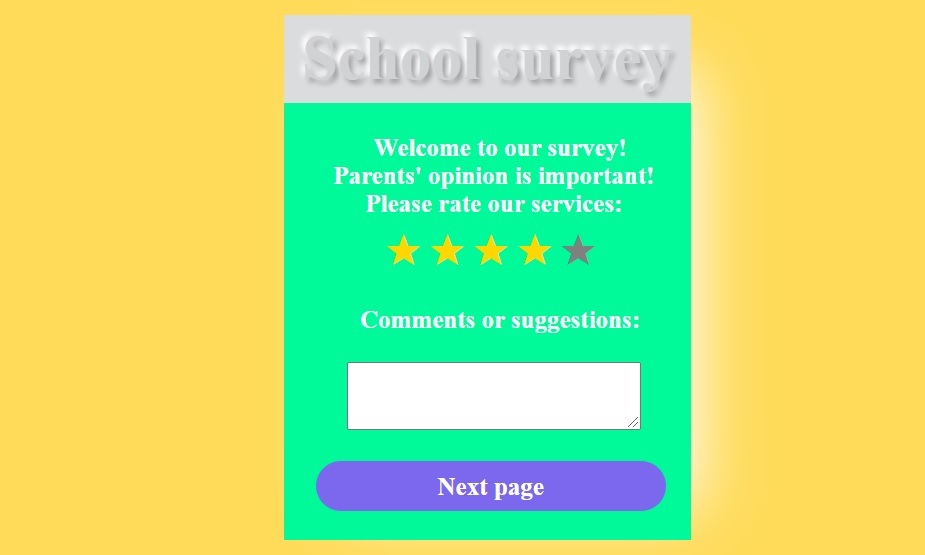 School survey
Welcome to our survey!
Parents' opinion is important!
Please rate our services:
Comments or suggestions:
Next page